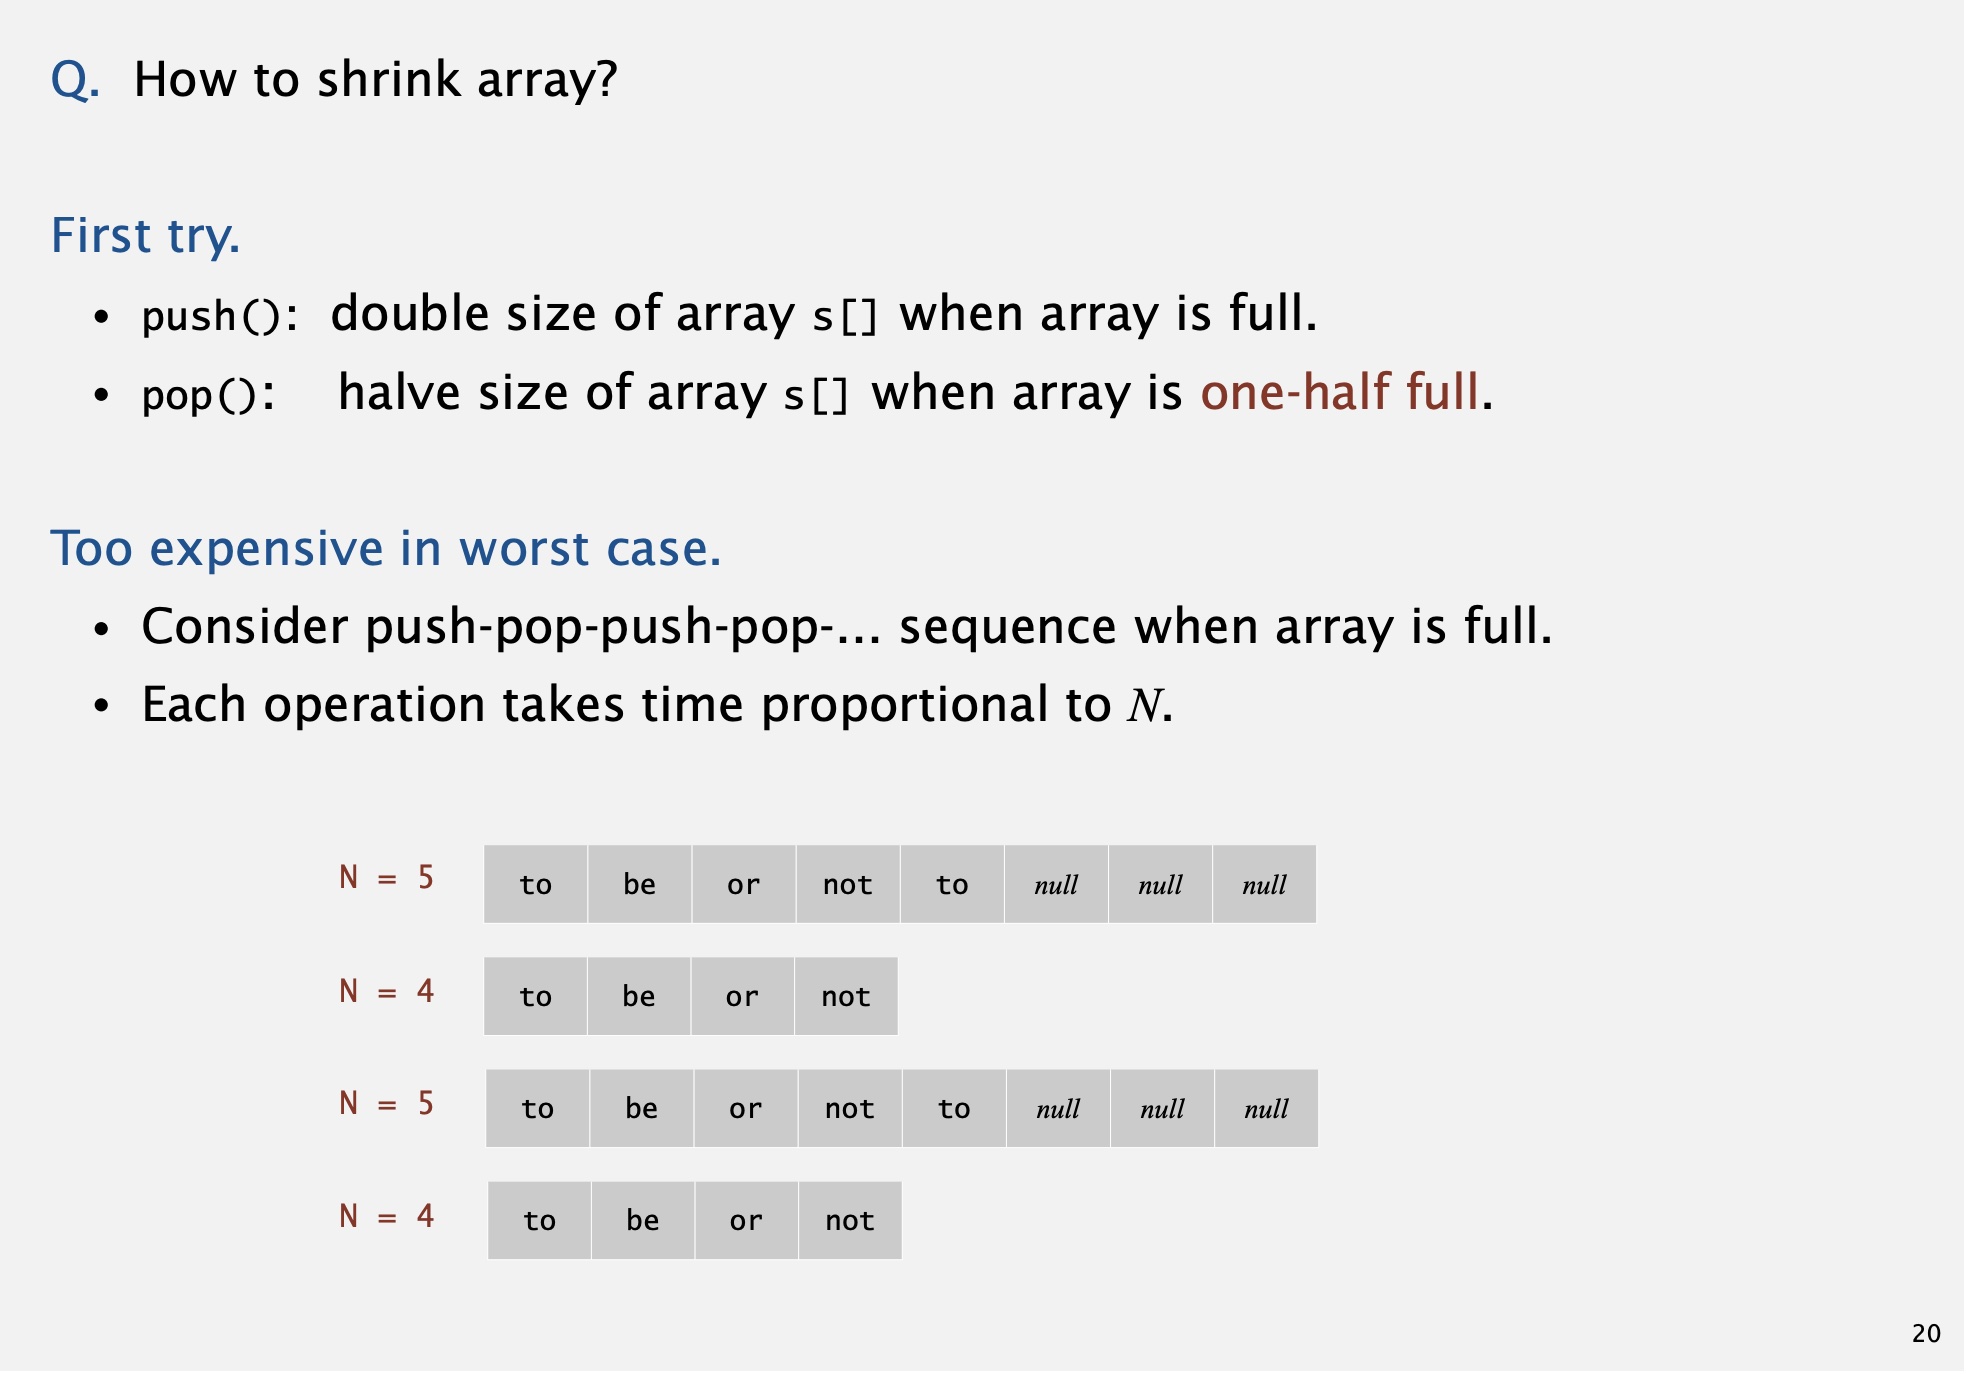 Q. How to shrink array?
First try.
• push(): double size of array s[] when array is full.
• pop(): halve size of array s[] when array is one-half full.
Too expensive in worst case.
• Consider push-pop-push-pop-… sequence when array is full.
• Each operation takes time proportional to N.
N = 5 to be or not to null null null
N = 4 to be or not
N = 5 to be or not to null null null
N = 4 to be or not
20